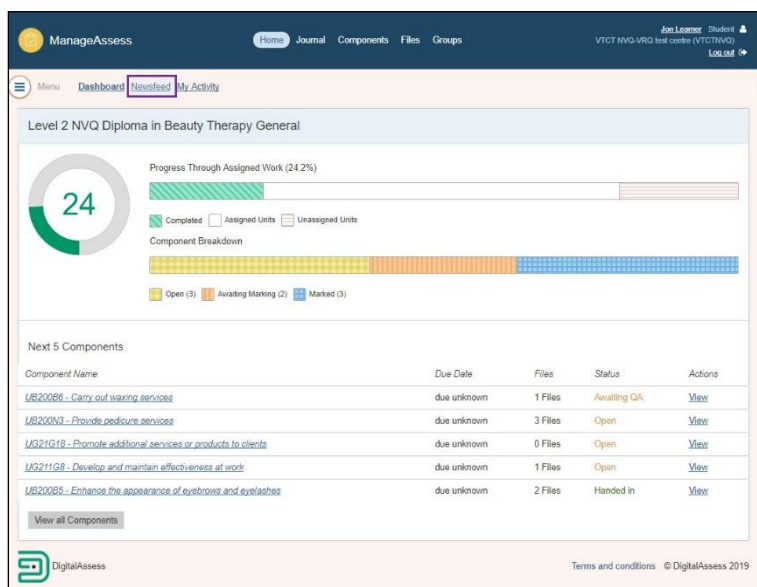 ManageAssess
Home Journal Components Files Groups
Jon Learner Student
VTCT NVQ-VRQ test centre (VTCTNVQ)
Log out
Menu Dashboard Newsfeed My Activity
Level 2 NVQ Diploma in Beauty Therapy General
24
Progress Through Assigned Work (24.2%)
Completed Assigned Units Unassigned Units
Component Breakdown
Open (3) Awaiting Marking (2) Marked (3)
Next 5 Components
Component Name Due Date Files Status Actions
UB200B6 - Carry out waxing services due unknown 1 Files Awaiting QA View
UB200N3 - Provide pedicure services due unknown 3 Files Open View
UG21G18 - Promote additional services or products to clients due unknown 0 Files Open View
UG211G8 - Develop and maintain effectiveness at work due unknown 1 Files Open View
UB200B5 - Enhance the appearance of eyebrows and eyelashes due unknown 2 Files Handed in View
View all Components
DigitalAssess Terms and conditions © DigitalAssess 2019